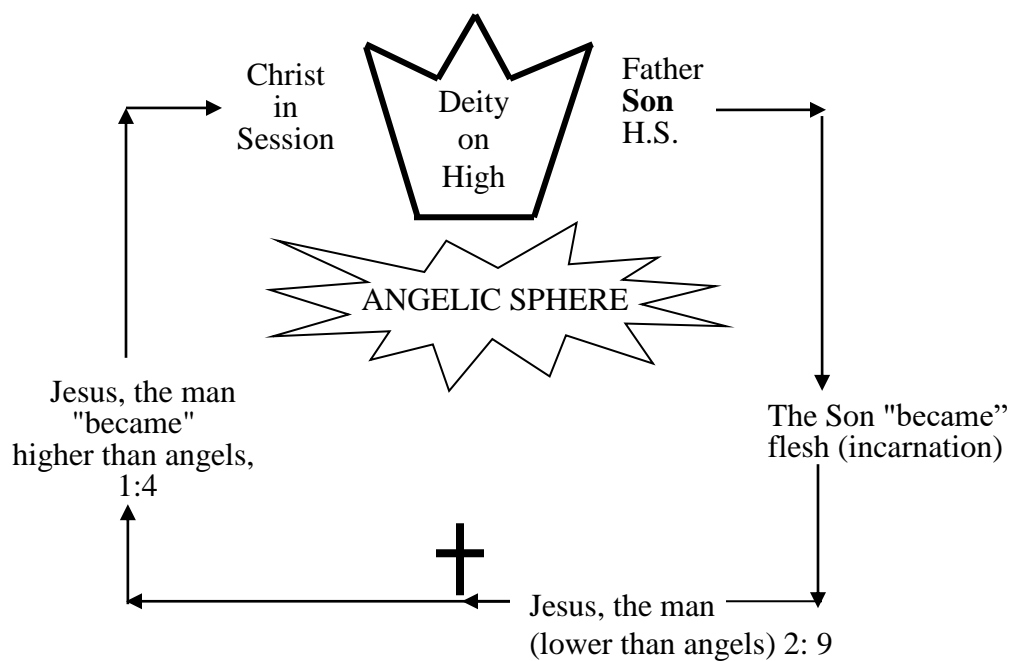 Christ
in
Session
Deity
on
High
Father
Son
H.S.
ANGELIC SPHERE
Jesus, the man
"became"
higher than angels,
1:4
The Son "became”
flesh (incarnation)
Jesus, the man
(lower than angels) 2: 9